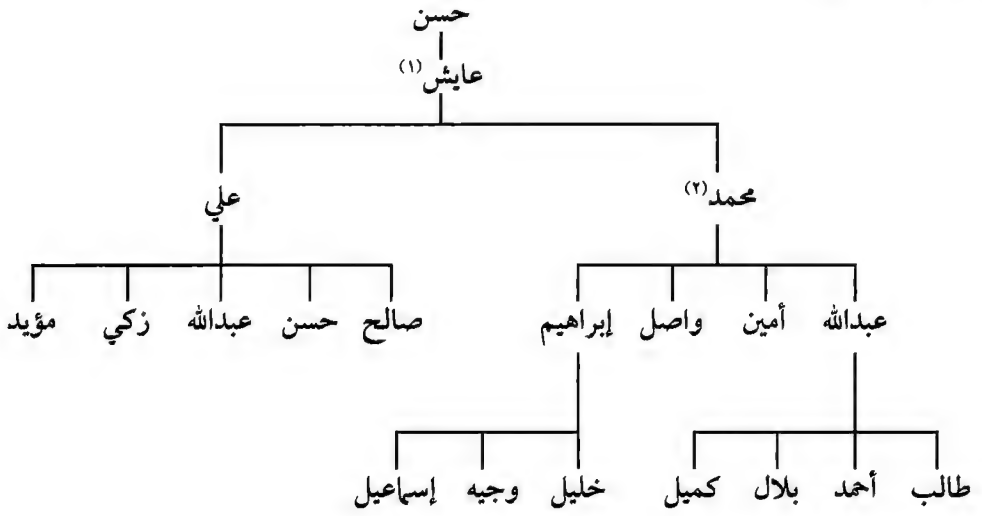 حسن
عايش (١)
محمد (٢) علي
عبدالله أمين واصل إبراهيم صالح حسن عبدالله زكي مؤيد
طالب أحمد بلال كميل خليل وجيه إسماعيل